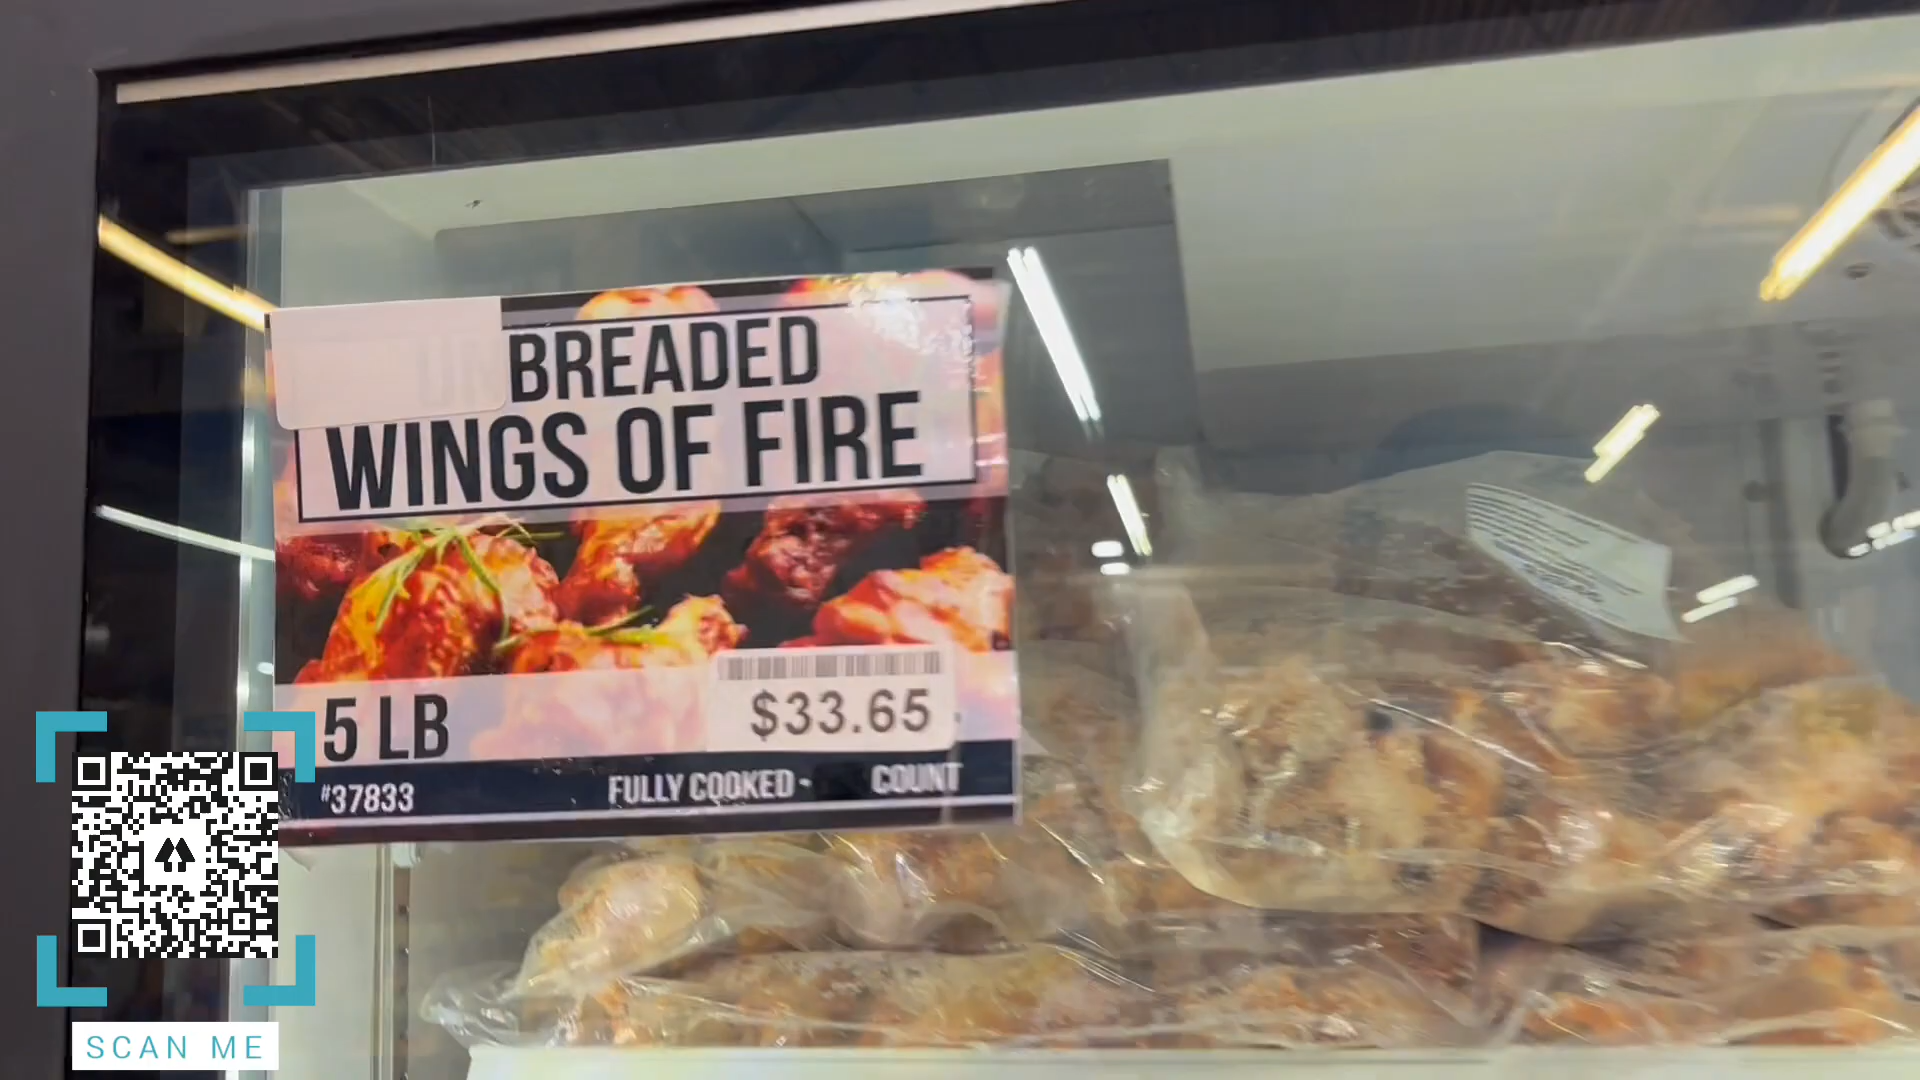 BREADED
WINGS OF FIRE
5 LB
$33.65
#37833
FULLY COOKED - COUNT
SCAN ME